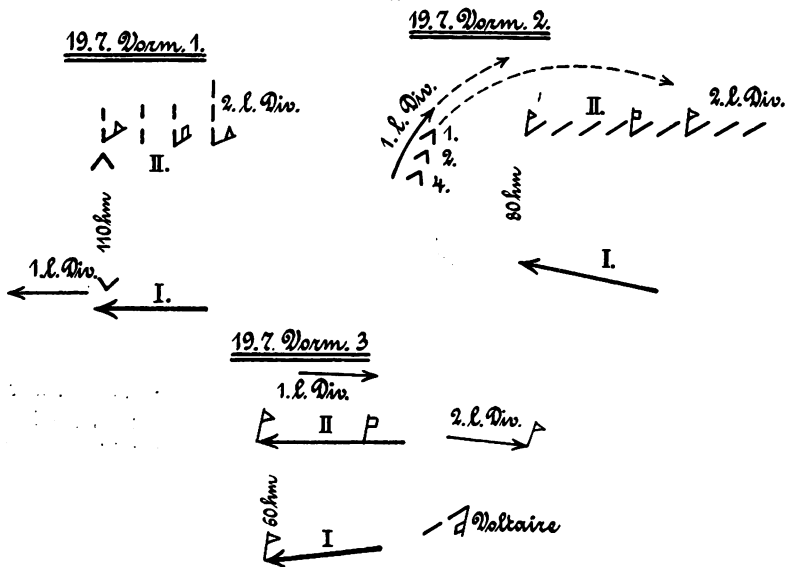 19.7. Vorm. 1.
2. l. Div.
II.
110 hm
1. l. Div.
I.
19.7. Vorm. 2.
1. l. Div.
1.
2.
4.
II.
2. l. Div.
80 hm
I.
19.7. Vorm. 3
1. l. Div.
II
2. l. Div.
60 hm
I
Voltaire